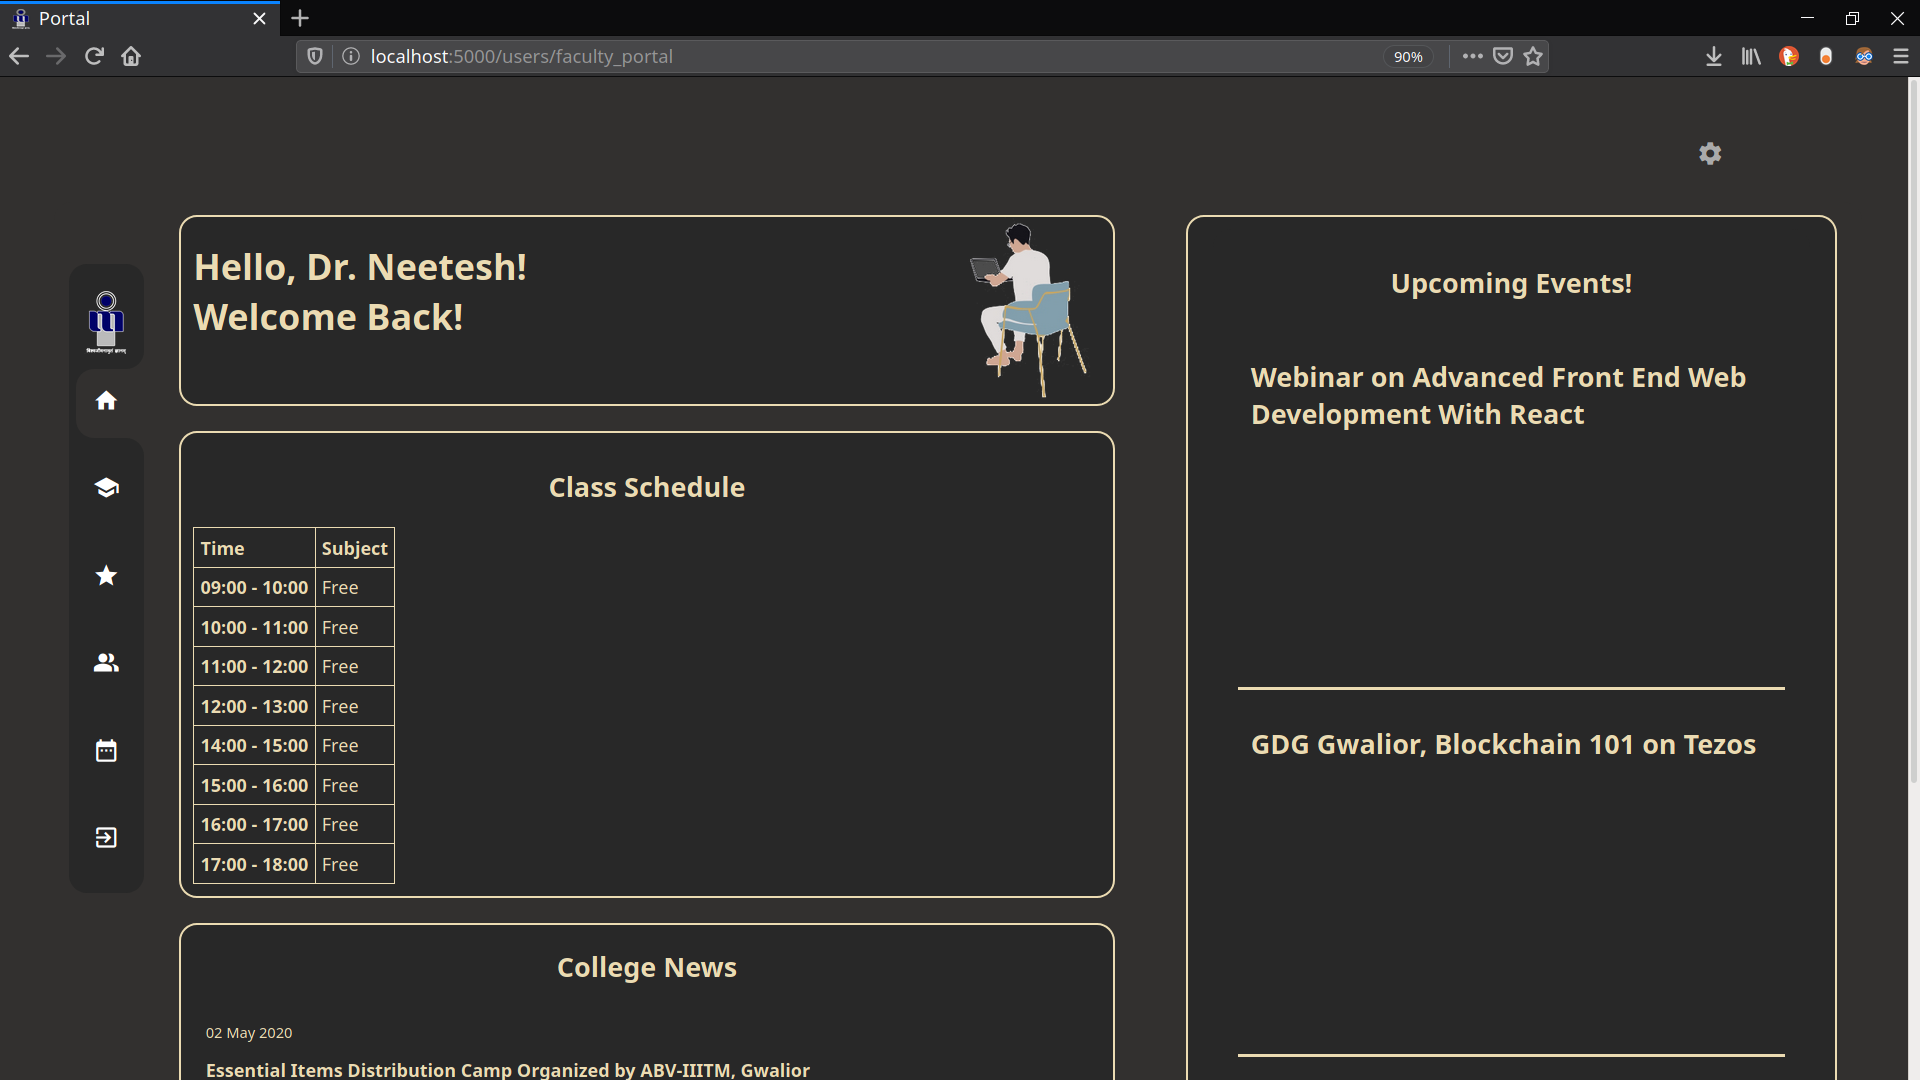 Portal
localhost:5000/users/faculty_portal
90%
Hello, Dr. Neetesh!
Welcome Back!
Class Schedule
Time Subject
09:00 - 10:00 Free
10:00 - 11:00 Free
11:00 - 12:00 Free
12:00 - 13:00 Free
14:00 - 15:00 Free
15:00 - 16:00 Free
16:00 - 17:00 Free
17:00 - 18:00 Free
College News
02 May 2020
Essential Items Distribution Camp Organized by ABV-IIITM, Gwalior
Upcoming Events!
Webinar on Advanced Front End Web
Development With React
GDG Gwalior, Blockchain 101 on Tezos